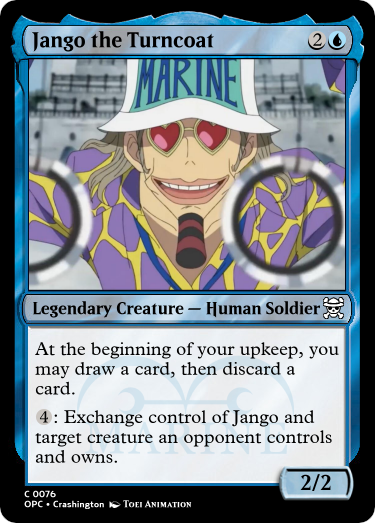 Jango the Turncoat 2
MARINE
Legendary Creature — Human Soldier
At the beginning of your upkeep, you
may draw a card, then discard a
card.
4: Exchange control of Jango and
target creature an opponent controls
and owns.
MARINE
2/2
C 0076
OPC • Crashington TOEI ANIMATION